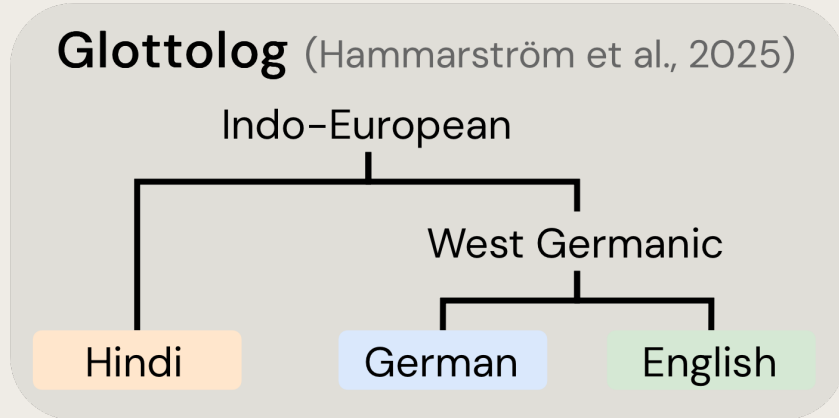 Glottolog (Hammarström et al., 2025)
Indo-European
West Germanic
Hindi
German
English